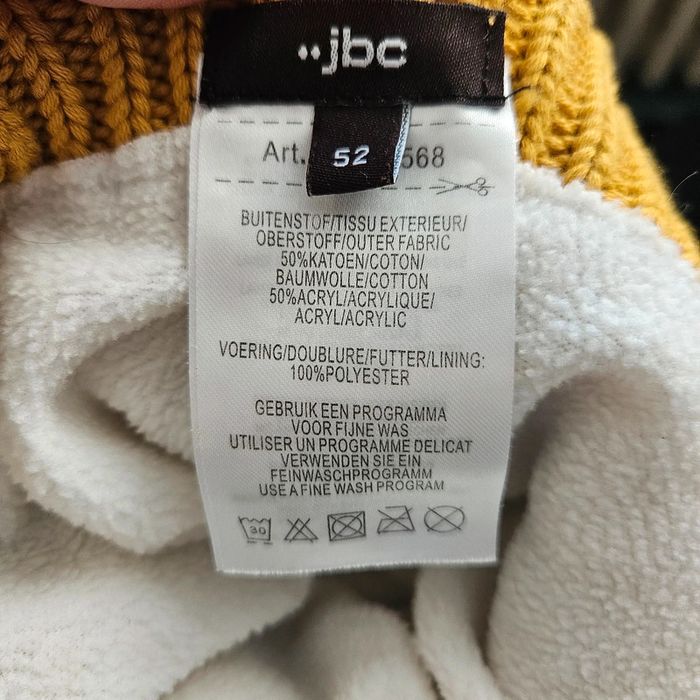 jbc
52
Art.
568
BUITENSTOF/TISSU EXTERIEUR/
OBERSTOFF/OUTER FABRIC
50%KATOEN/COTON/
BAUMWOLLE/COTTON
50%ACRYL/ACRYLIQUE/
ACRYL/ACRYLIC
VOERING/DOUBLURE/FUTTER/LINING:
100%POLYESTER
GEBRUIK EEN PROGRAMMA
VOOR FIJNE WAS
UTILISER UN PROGRAMME DELICAT
VERWENDEN SIE EIN
FEINWASCHPROGRAMM
USE A FINE WASH PROGRAM
30